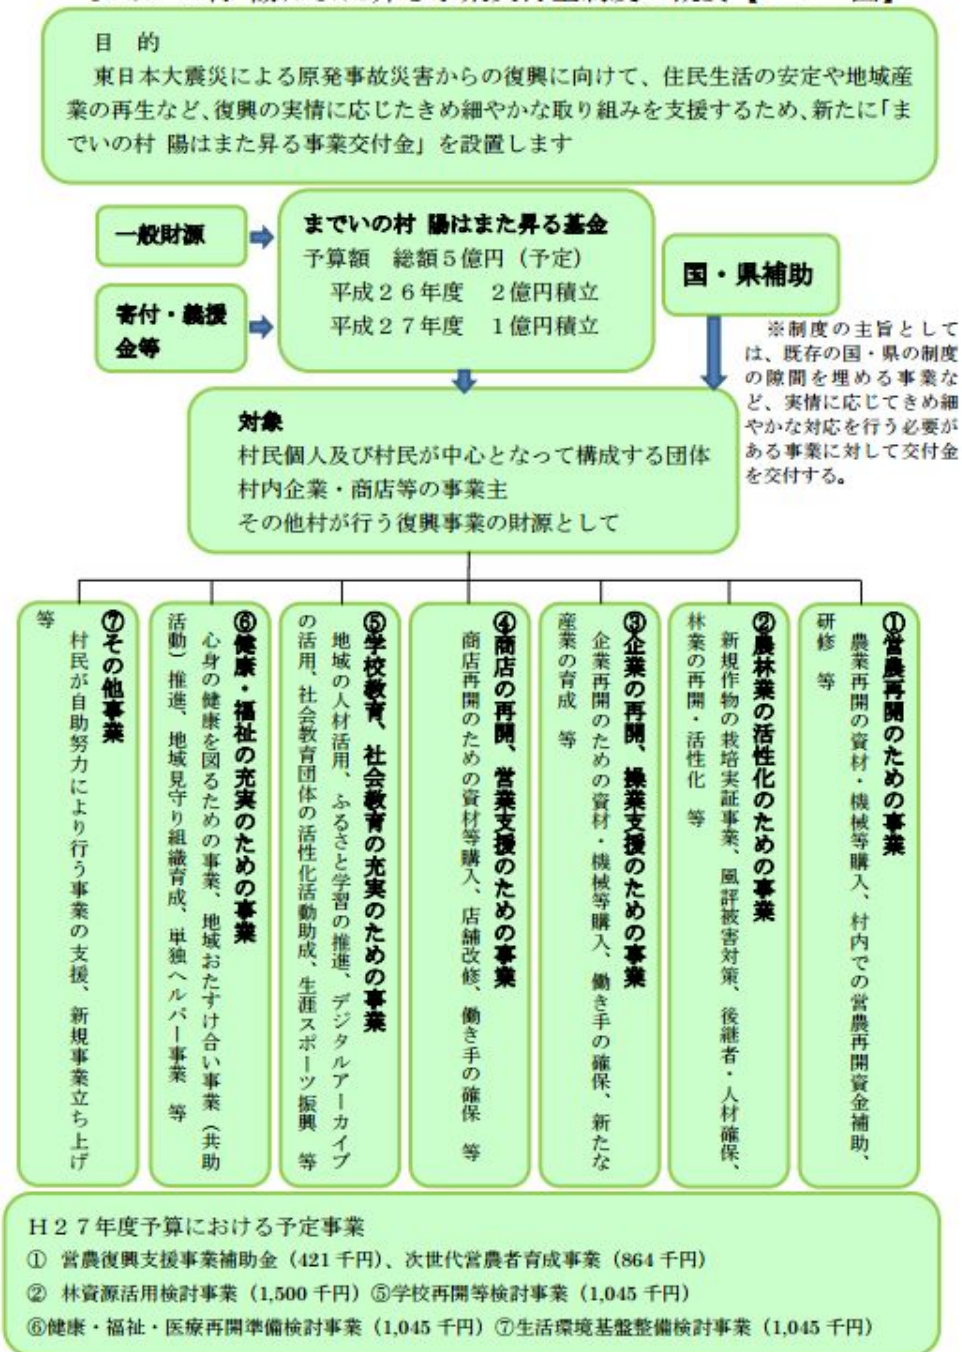 目　的
東日本大震災による原発事故災害からの復興に向けて、住民生活の安定や地域産
業の再生など、復興の実情に応じたきめ細やかな取り組みを支援するため、新たに「ま
でいの村 陽はまた昇る事業交付金」を設置します
一般財源
寄付・義援
金等
までいの村 陽はまた昇る基金
予算額　総額５億円（予定）
平成２６年度　２億円積立
平成２７年度　１億円積立
国・県補助
※制度の主旨として
は、既存の国・県の制度
の隙間を埋める事業な
ど、実情に応じてきめ細
やかな対応を行う必要が
ある事業に対して交付金
を交付する。
対象
村民個人及び村民が中心となって構成する団体
村内企業・商店等の事業主
その他村が行う復興事業の財源として
①営農再開のための事業
農業再開の資材・機械等購入、村内での営農再開資金補助、
研修　等
②農林業の活性化のための事業
新規作物の栽培実証事業、風評被害対策、後継者・人材確保、
林業の再開・活性化　等
③企業の再開、操業支援のための事業
企業再開のための資材・機械等購入、働き手の確保、新たな
産業の育成　等
④商店の再開、営業支援のための事業
商店再開のための資材等購入、店舗改修、働き手の確保　等
⑤学校教育、社会教育の充実のための事業
地域の人材活用、ふるさと学習の推進、デジタルアーカイブ
の活用、社会教育団体の活性化活動助成、生涯スポーツ振興　等
⑥健康・福祉の充実のための事業
心身の健康を図るための事業、地域おたすけ合い事業（共助
活動）推進、地域見守り組織育成、単独ヘルパー事業　等
⑦その他事業
村民が自助努力により行う事業の支援、新規事業立ち上げ
等
Ｈ２７年度予算における予定事業
①　営農復興支援事業補助金（421 千円）、次世代営農者育成事業（864 千円）
②　林資源活用検討事業（1,500 千円）⑤学校再開等検討事業（1,045 千円）
⑥健康・福祉・医療再開準備検討事業（1,045 千円）⑦生活環境基盤整備検討事業（1,045 千円）